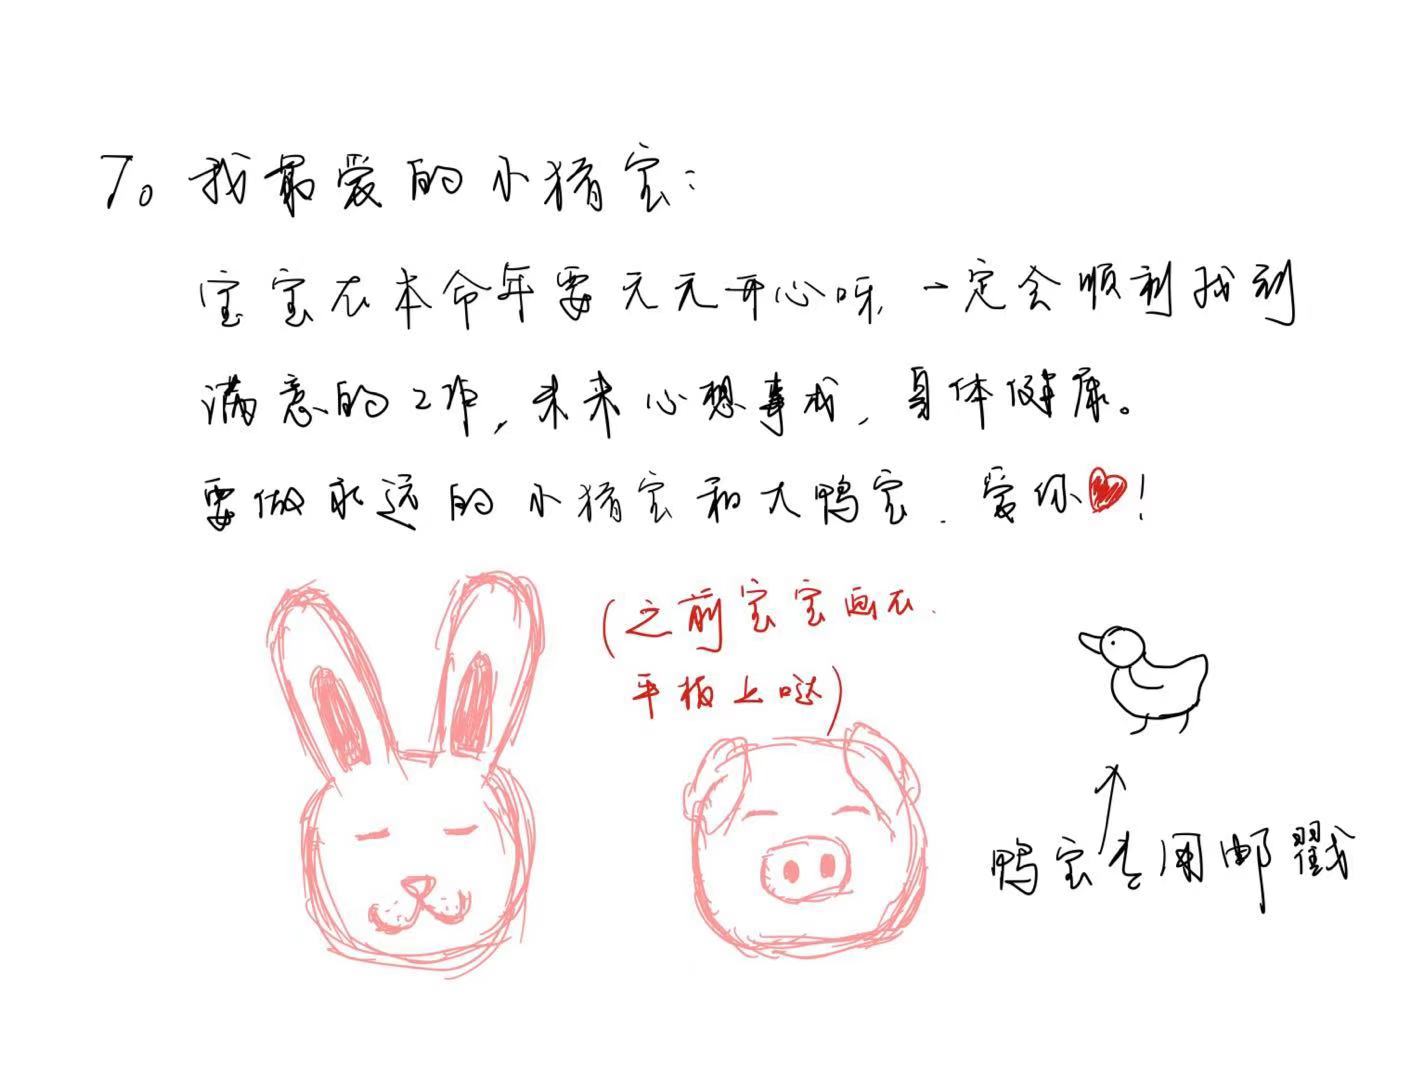 7。我最爱的小猪宝：
宝宝在本命年要天天开心呀，一定会顺利找到
满意的工作，未来心想事成，身体健康。
要做永远的小猪宝和大鸭宝，爱你❤！
（之前宝宝画在
平板上哒）
鸭宝专用邮戳